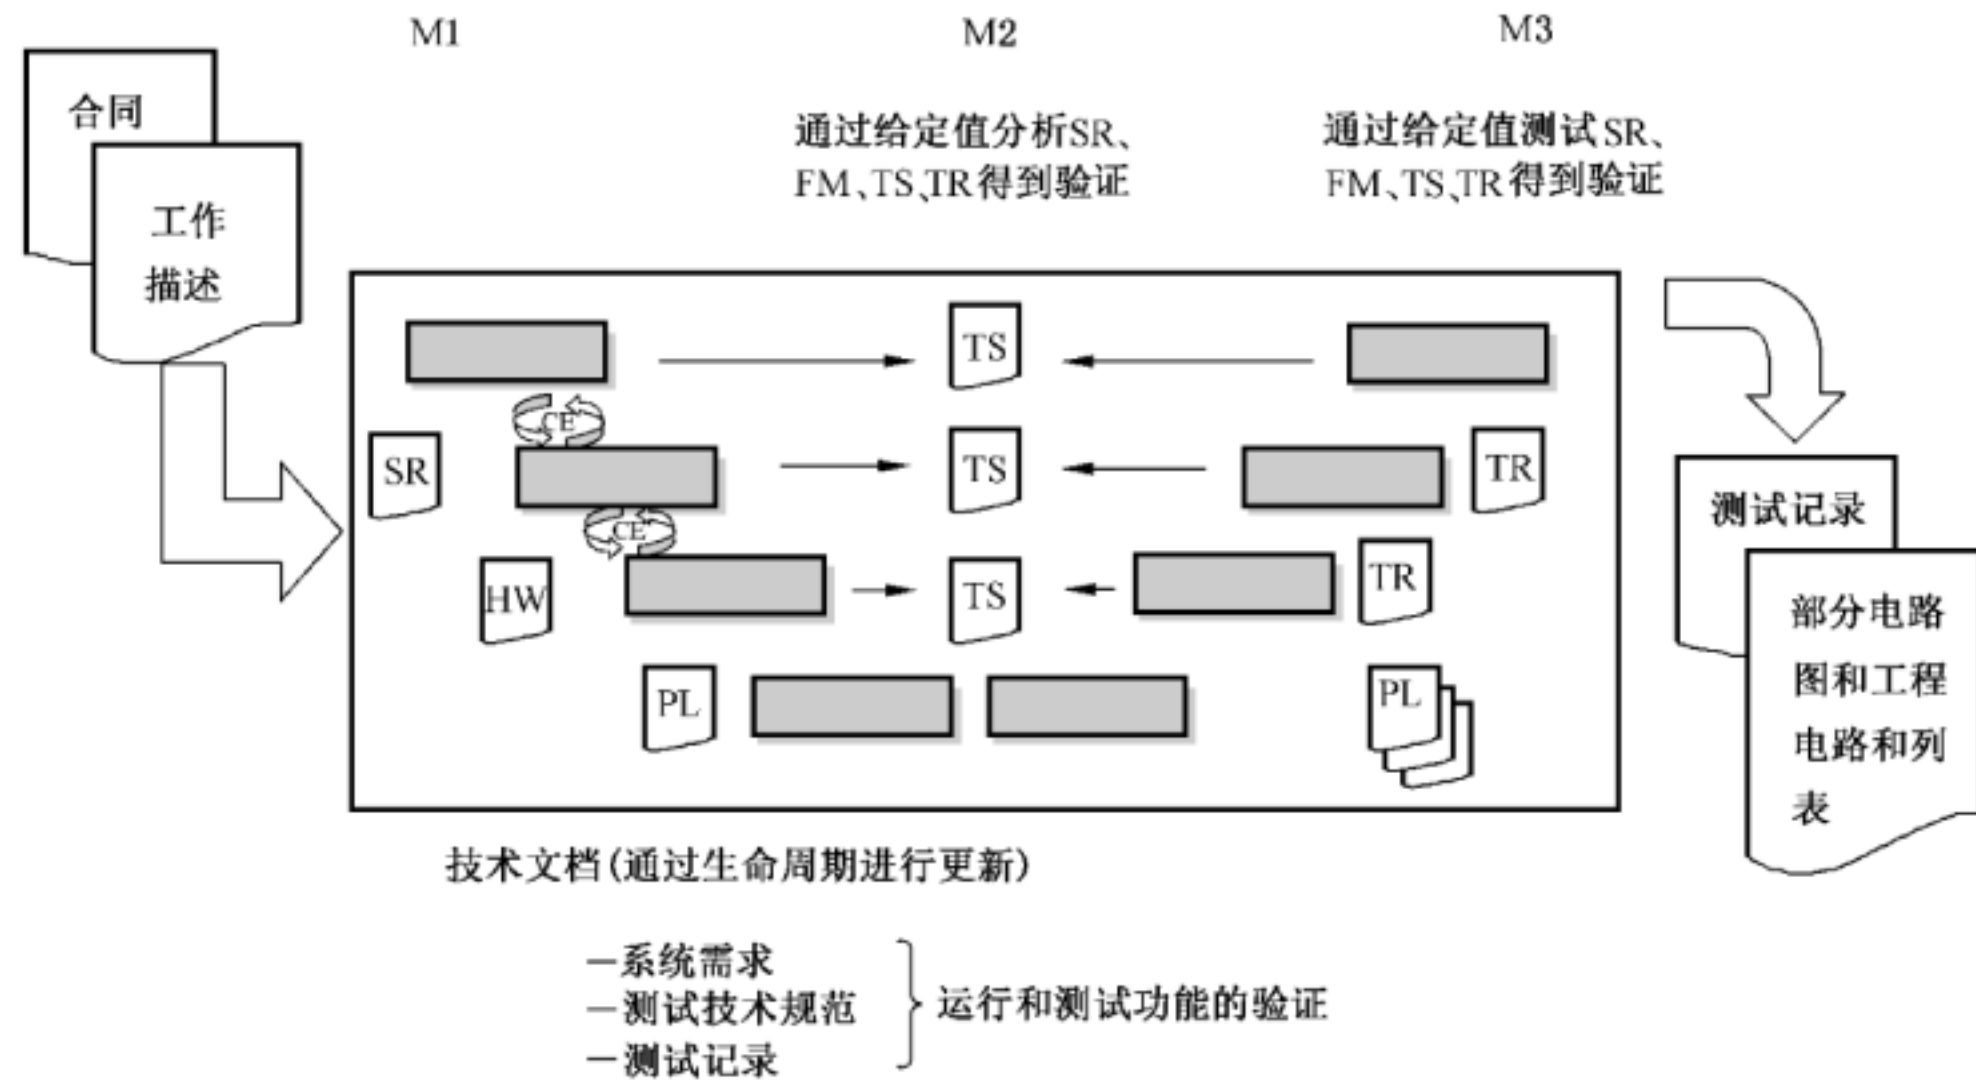 M1
M2
M3
合同
工作
描述
通过给定值分析SR、
FM、TS、TR得到验证
通过给定值测试SR、
FM、TS、TR得到验证
TS
CE
SR
TS
TR
CE
HW
TS
TR
PL
PL
测试记录
部分电路
图和工程
电路和列
表
技术文档(通过生命周期进行更新)
—系统需求
—测试技术规范
—测试记录
运行和测试功能的验证